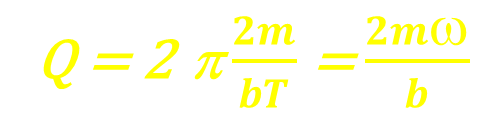 Q = 2 π 2m/bT = 2mω/b